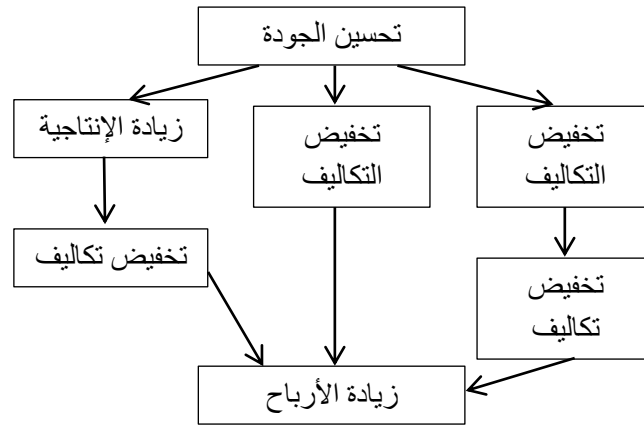 تحسين الجودة
تخفيض
التكاليف
تخفيض
التكاليف
زيادة الإنتاجية
تخفيض
تكاليف
تخفيض تكاليف
زيادة الأرباح